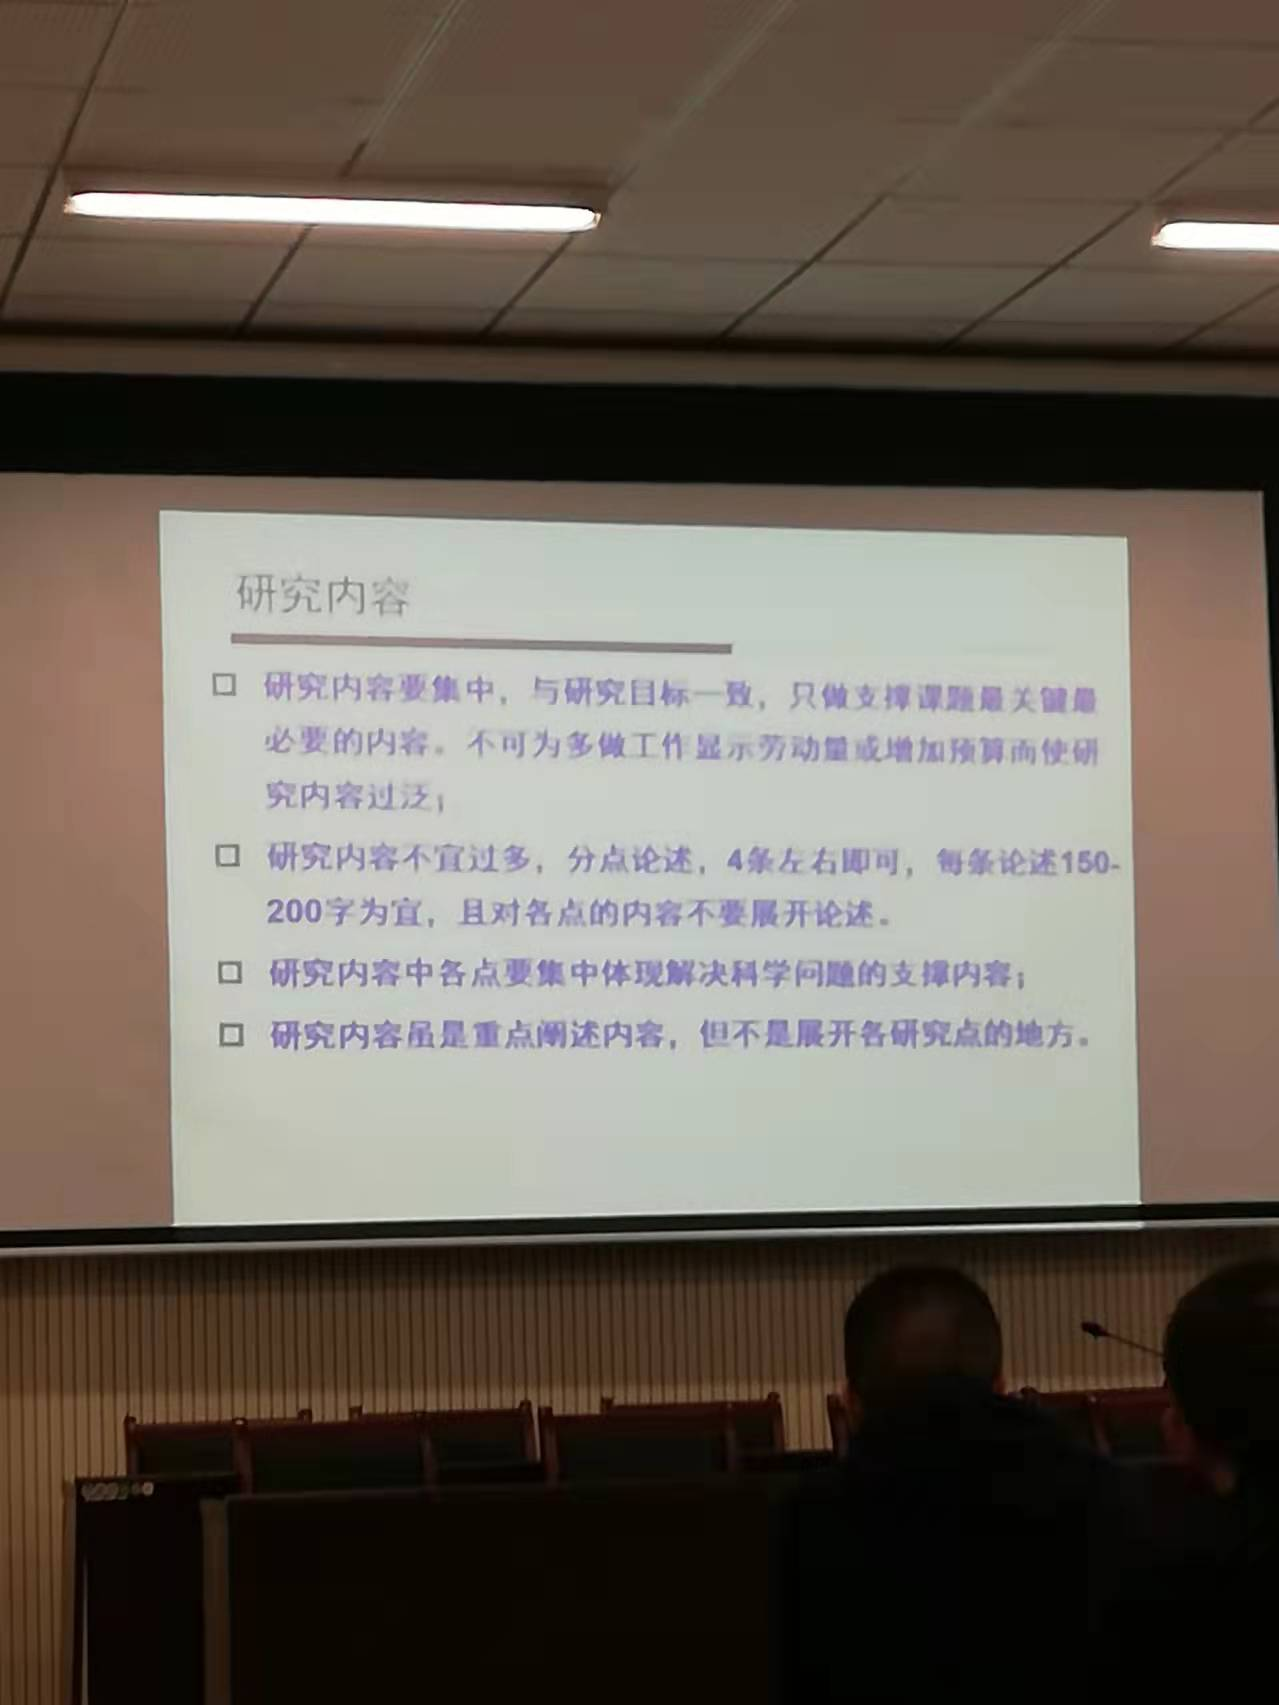 研究内容
研究内容要集中，与研究目标一致，只做支撑课题最关键最
必要的内容。不可为多做工作显示劳动量或增加预算而使研
究内容过泛；
研究内容不宜过多，分点论述，4条左右即可，每条论述150-
200字为宜，且对各点的内容不要展开论述。
研究内容中各点要集中体现解决科学问题的支撑内容；
研究内容虽是重点阐述内容，但不是展开各研究点的地方。